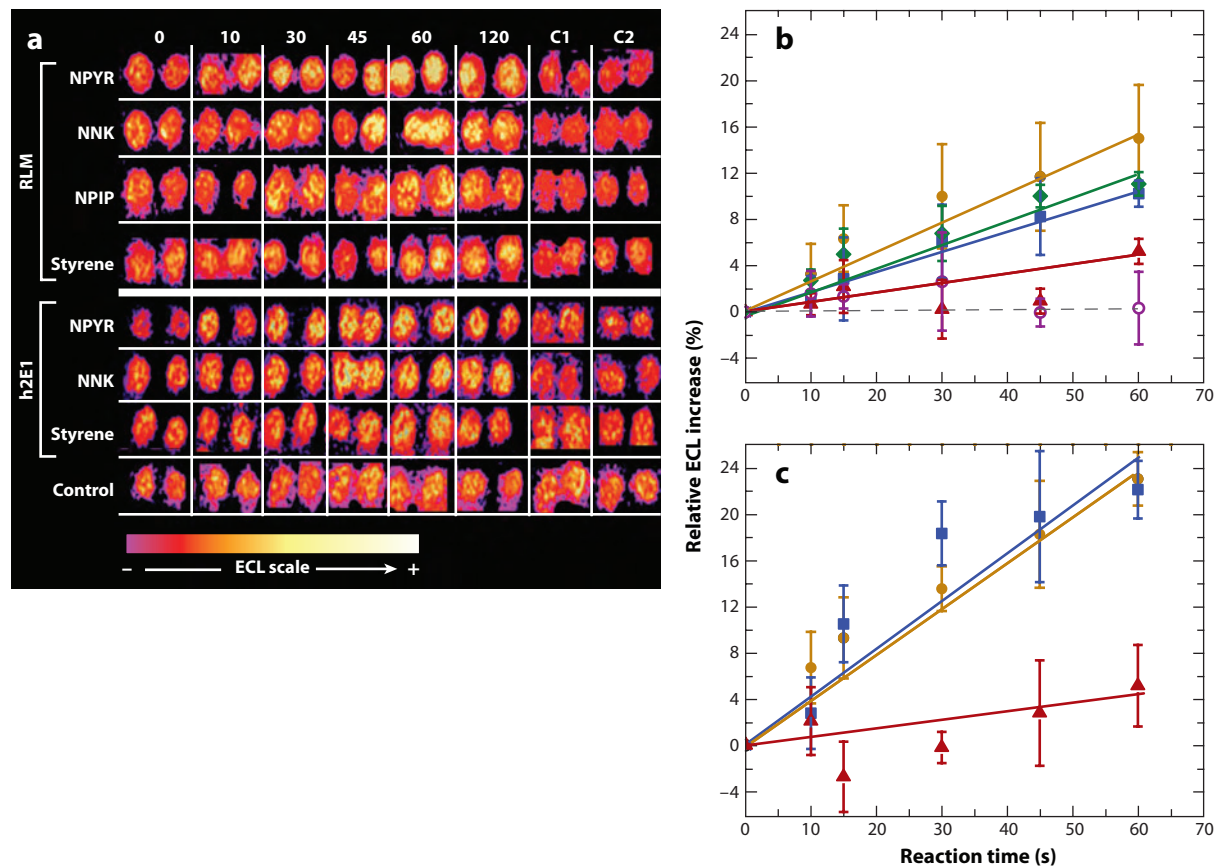 a
0 10 30 45 60 120 C1 C2
RLM
NPYR
NNK
NPIP
Styrene
h2E1
NPYR
NNK
Styrene
Control
– ECL scale +
b
Relative ECL increase (%)
24
20
16
12
8
4
0
–4
0 10 20 30 40 50 60 70
c
24
20
16
12
8
4
0
–4
0 10 20 30 40 50 60 70
Reaction time (s)